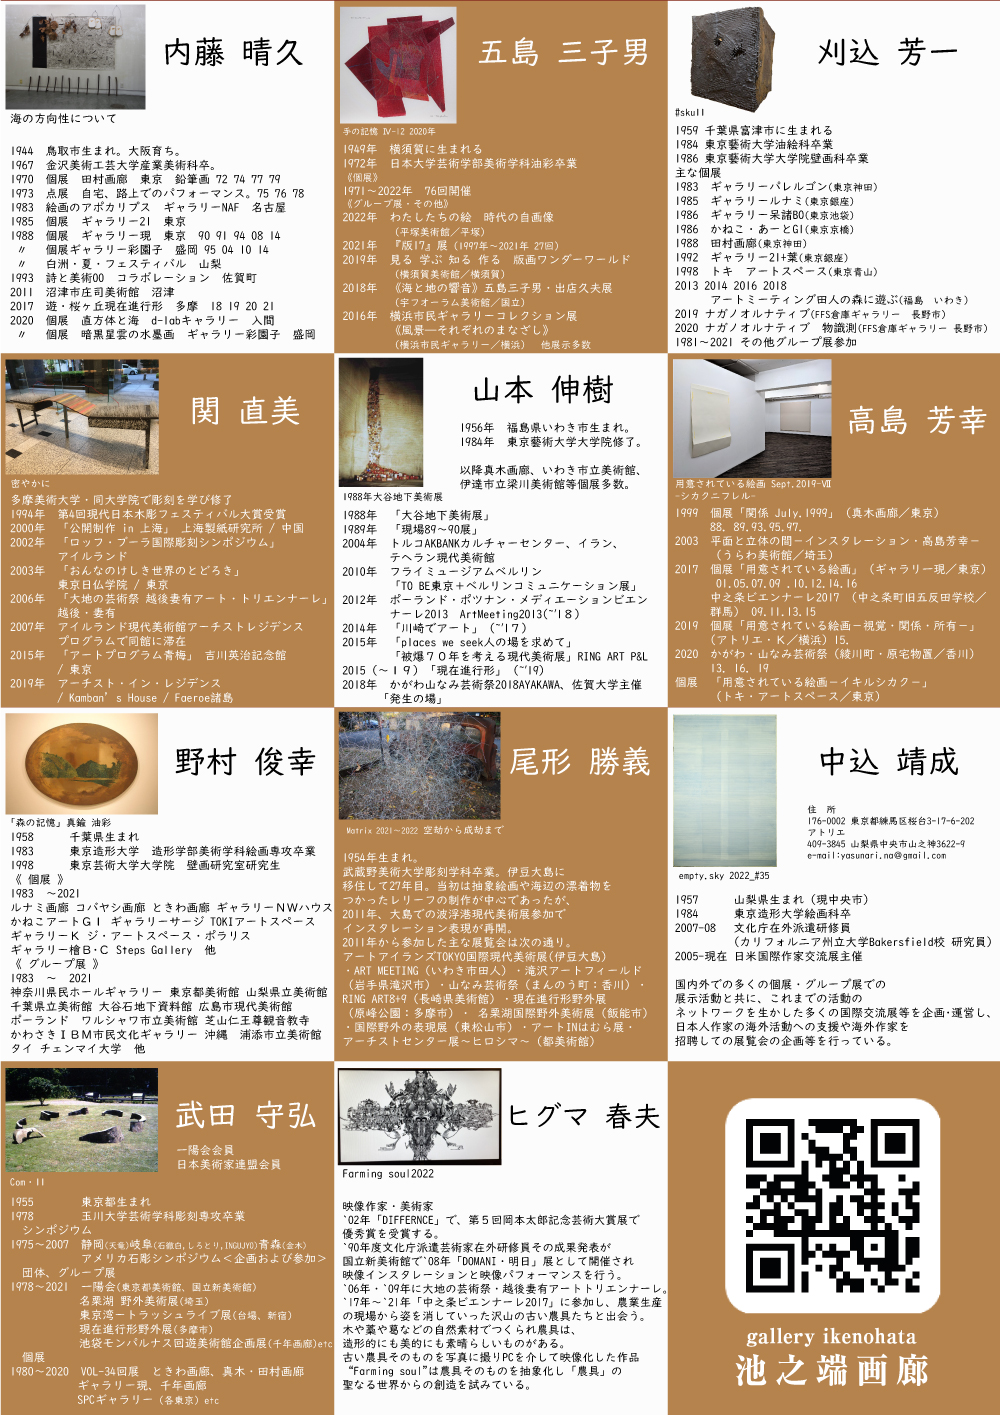 内藤 晴久
海の方向性について
1944 鳥取市生まれ。大阪育ち。
1967 金沢美術工芸大学産業美術科卒。
1970 個展 田村画廊 東京 鉛筆画 72 74 77 79
1973 点展 自宅、路上でのパフォーマンス。75 76 78
1983 絵画のアポカリプス ギャラリーNAF 名古屋
1985 個展 ギャラリー21 東京
1988 個展 ギャラリー現 東京 90 91 94 08 14
〃 個展ギャラリー彩園子 盛岡 95 04 10 14
〃 白洲・夏・フェスティバル 山梨
1993 詩と美術00 コラボレーション 佐賀町
2011 沼津市庄司美術館 沼津
2017 遊・桜ヶ丘現在進行形 多摩 18 19 20 21
2020 個展 直方体と海 d-labキャラリー 入間
〃 個展 暗黒星雲の水墨画 ギャラリー彩園子 盛岡
五島 三子男
手の記憶 Ⅳ-12 2020年
1949年 横須賀に生まれる
1972年 日本大学芸術学部美術学科油彩卒業
《個展》
1971～2022年 76回開催
《グループ展・その他》
2022年 わたしたちの絵 時代の自画像
(平塚美術館／平塚)
2021年 『版17』展 (1997年～2021年 27回)
2019年 見る 学ぶ 知る 作る 版画ワンダーワールド
(横須賀美術館／横須賀)
2018年 《海と地の響音》五島三子男・出店久夫展
(宇フオーラム美術館／国立)
2016年 横浜市民ギャラリーコレクション展
《風景―それぞれのまなざし》
(横浜市民ギャラリー／横浜) 他展示多数
刈込 芳一
#skull
1959 千葉県富津市に生まれる
1984 東京藝術大学油絵科卒業
1986 東京藝術大学大学院壁画科卒業
主な個展
1983 ギャラリーパレルゴン(東京神田)
1985 ギャラリールナミ(東京銀座)
1986 ギャラリー呆諸BO(東京池袋)
1986 かねこ・あーとG1(東京京橋)
1988 田村画廊(東京神田)
1992 ギャラリー21+葉(東京銀座)
1998 トキ アートスペース(東京青山)
2013 2014 2016 2018
アートミーティング田人の森に遊ぶ(福島 いわき)
2019 ナガノオルナティブ(FFS倉庫ギャラリー 長野市)
2020 ナガノオルナティブ 物識測(FFS倉庫ギャラリー 長野市)
1981～2021 その他グループ展参加
関 直美
密やかに
多摩美術大学・同大学院で彫刻を学び修了
1994年 第4回現代日本木彫フェスティバル大賞受賞
2000年 「公開制作 in 上海」 上海製紙研究所 / 中国
2002年 「ロッフ・ブーラ国際彫刻シンポジウム」
アイルランド
2003年 「おんなのけしき世界のとどろき」
東京日仏学院 / 東京
2006年 「大地の芸術祭 越後妻有アート・トリエンナーレ」
越後・妻有
2007年 アイルランド現代美術館アーチストレジデンス
プログラムで同館に滞在
2015年 「アートプログラム青梅」 吉川英治記念館
/ 東京
2019年 アーチスト・イン・レジデンス
/ Kamban's House / Faeroe諸島
山本 伸樹
1956年 福島県いわき市生まれ。
1984年 東京藝術大学大学院修了。
以降真木画廊、いわき市立美術館、
伊達市立梁川美術館等個展多数。
1988年大谷地下美術展
1988年 「大谷地下美術展」
1989年 「現場89～90展」
2004年 トルコAKBANKカルチャーセンター、イラン、
テヘラン現代美術館
2010年 フライミュージアムベルリン
「TO BE東京＋ベルリンコミュニケーション展」
2012年 ポーランド・ポツナン・メディエーションビエン
ナーレ2013 ArtMeeting2013(~'18)
2014年 「川崎でアート」(~'17)
2015年 「places we seek人の場を求めて」
「被爆70年を考える現代美術展」RING ART P&L
2015(～19)「現在進行形」(~'19)
2018年 かがわ山なみ芸術祭2018AYAKAWA、佐賀大学主催
「発生の場」
高島 芳幸
用意されている絵画 Sept.2019-Ⅶ
-シカクニフレル-
1999 個展「関係 July.1999」（真木画廊／東京）
88. 89.93.95.97.
2003 平面と立体の間－インスタレーション・高島芳幸－
(うらわ美術館／埼玉)
2017 個展「用意されている絵画」（ギャラリー現／東京）
01.05.07.09 .10.12.14.16
中之条ビエンナーレ2017 （中之条町旧五反田学校／
群馬） 09.11.13.15
2019 個展「用意されている絵画－視覚・関係・所有－」
（アトリエ・K／横浜）15.
2020 かがわ・山なみ芸術祭（綾川町・原宅物置／香川）
13. 16. 19
個展 「用意されている絵画－イキルシカク－」
（トキ・アートスペース／東京）
野村 俊幸
「森の記憶」真鍮 油彩
1958 千葉県生まれ
1983 東京造形大学 造形学部美術学科絵画専攻卒業
1998 東京芸術大学大学院 壁画研究室研究生
《 個展 》
1983 ～2021
ルナミ画廊 コバヤシ画廊 ときわ画廊 ギャラリーNWハウス
かねこアートG1 ギャラリーサージ TOKIアートスペース
ギャラリーK ジ・アートスペース・ポラリス
ギャラリー檜B・C Steps Gallery 他
《 グループ展 》
1983 ～ 2021
神奈川県民ホールギャラリー 東京都美術館 山梨県立美術館
千葉県立美術館 大谷石地下資料館 広島市現代美術館
ポーランド ワルシャワ市立美術館 芝山仁王尊観音教寺
かわさきIBM市民文化ギャラリー 沖縄 浦添市立美術館
タイ チェンマイ大学 他
尾形 勝義
Matrix 2021～2022 空劫から成劫まで
1954年生まれ。
武蔵野美術大学彫刻学科卒業。伊豆大島に
移住して27年目。当初は抽象絵画や海辺の漂着物を
つかったレリーフの制作が中心であったが、
2011年、大島での波浮港現代美術展参加で
インスタレーション表現が再開。
2011年から参加した主な展覧会は次の通り。
アートアイランズTOKYO国際現代美術展(伊豆大島)
・ART MEETING（いわき市田人）・滝沢アートフィールド
（岩手県滝沢市）・山なみ芸術祭（まんのう町：香川）・
RING ART8+9（長崎県美術館）・現在進行形野外展
（原峰公園：多摩市）・ 名栗湖国際野外美術展（飯能市）
・国際野外の表現展（東松山市）・アートINはむら展・
アーチストセンター展～ヒロシマ～（都美術館）
中込 靖成
住 所
176-0002 東京都練馬区桜台3-17-6-202
アトリエ
409-3845 山梨県中央市山之神3622-9
e-mail:yasunari.na@gmail.com
empty.sky 2022_#35
1957 山梨県生まれ（現中央市）
1984 東京造形大学絵画科卒
2007-08 文化庁在外派遣研修員
(カリフォルニア州立大学Bakersfield校 研究員)
2005-現在 日米国際作家交流展主催
国内外での多くの個展・グループ展での
展示活動と共に、これまでの活動の
ネットワークを生かした多くの国際交流展等を企画・運営し、
日本人作家の海外活動への支援や海外作家を
招聘しての展覧会の企画等を行っている。
武田 守弘
一陽会会員
日本美術家連盟会員
Com・11
1955 東京都生まれ
1978 玉川大学芸術学科彫刻専攻卒業
シンポジウム
1975～2007 静岡(天竜)岐阜(石徹白,しろとり,INGUJYO)青森(金木)
アメリカ石彫シンポジウム＜企画および参加＞
団体、グループ展
1978～2021 一陽会(東京都美術館、国立新美術館)
名栗湖 野外美術展(埼玉)
東京湾ートラッシュライブ展(台場、新宿)
現在進行形野外展(多摩市)
池袋モンパルナス回遊美術館企画展(千年画廊)etc
個展
1980～2020 VOL-34回展 ときわ画廊、真木・田村画廊
ギャラリー現、千年画廊
SPCギャラリー (各東京) etc
ヒグマ 春夫
Farming soul2022
映像作家・美術家
`02年「DIFFERNCE」で、第5回岡本太郎記念芸術大賞展で
優秀賞を受賞する。
`90年度文化庁派遣芸術家在外研修員その成果発表が
国立新美術館で`08年「DOMANI・明日」展として開催され
映像インスタレーションと映像パフォーマンスを行う。
`06年・`09年に大地の芸術祭・越後妻有アートトリエンナーレ。
`17年～`21年「中之条ビエンナーレ2017」に参加し、農業生産
の現場から姿を消していった沢山の古い農具たちと出会う。
木や藁や葛などの自然素材でつくられ農具は、
造形的にも美的にも素晴らしいものがある。
古い農具そのものを写真に撮りPCを介して映像化した作品
"Farming soul"は農具そのものを抽象化し「農具」の
聖なる世界からの創造を試みている。
gallery ikenohata
池之端画廊